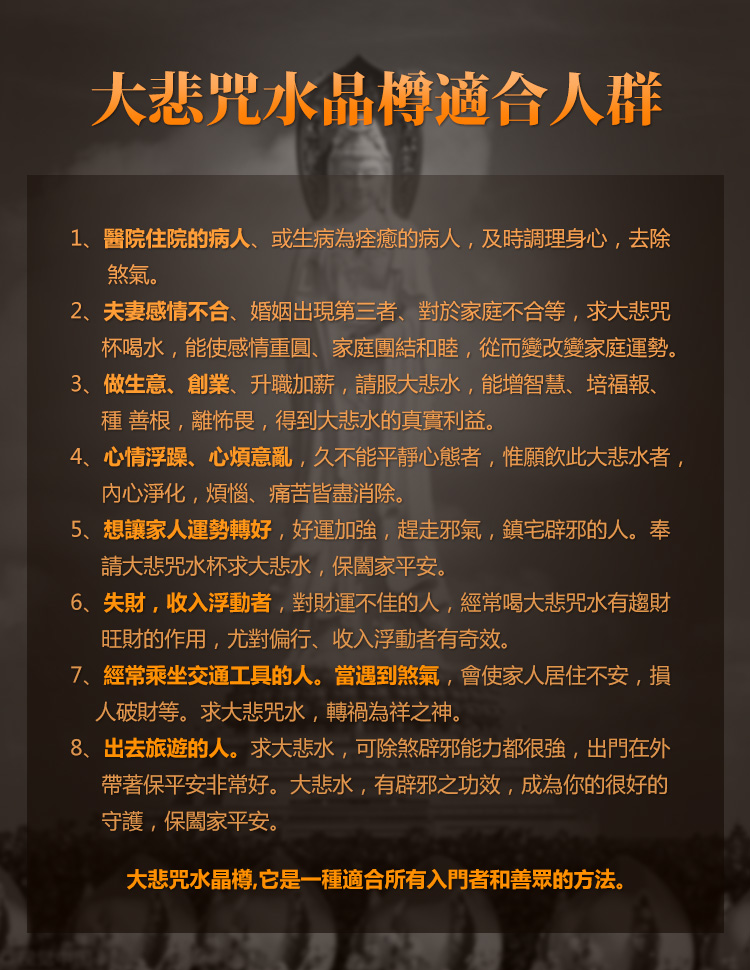 大悲咒水晶樽適合人群
1、醫院住院的病人、或生病為痊癒的病人，及時調理身心，去除
煞氣。
2、夫妻感情不合、婚姻出現第三者、對於家庭不合等，求大悲咒
杯喝水，能使感情重圓、家庭團結和睦，從而變改變家庭運勢。
3、做生意、創業、升職加薪，請服大悲水，能增智慧、培福報、
種 善根，離怖畏，得到大悲水的真實利益。
4、心情浮躁、心煩意亂，久不能平靜心態者，惟願飲此大悲水者，
內心淨化，煩惱、痛苦皆盡消除。
5、想讓家人運勢轉好，好運加強，趕走邪氣，鎮宅辟邪的人。奉
請大悲咒水杯求大悲水，保闔家平安。
6、失財，收入浮動者，對財運不佳的人，經常喝大悲咒水有趨財
旺財的作用，尤對偏行、收入浮動者有奇效。
7、經常乘坐交通工具的人。當遇到煞氣，會使家人居住不安，損
人破財等。求大悲咒水，轉禍為祥之神。
8、出去旅遊的人。求大悲水，可除煞辟邪能力都很強，出門在外
帶著保平安非常好。大悲水，有辟邪之功效，成為你的很好的
守護，保闔家平安。
大悲咒水晶樽,它是一種適合所有入門者和善眾的方法。